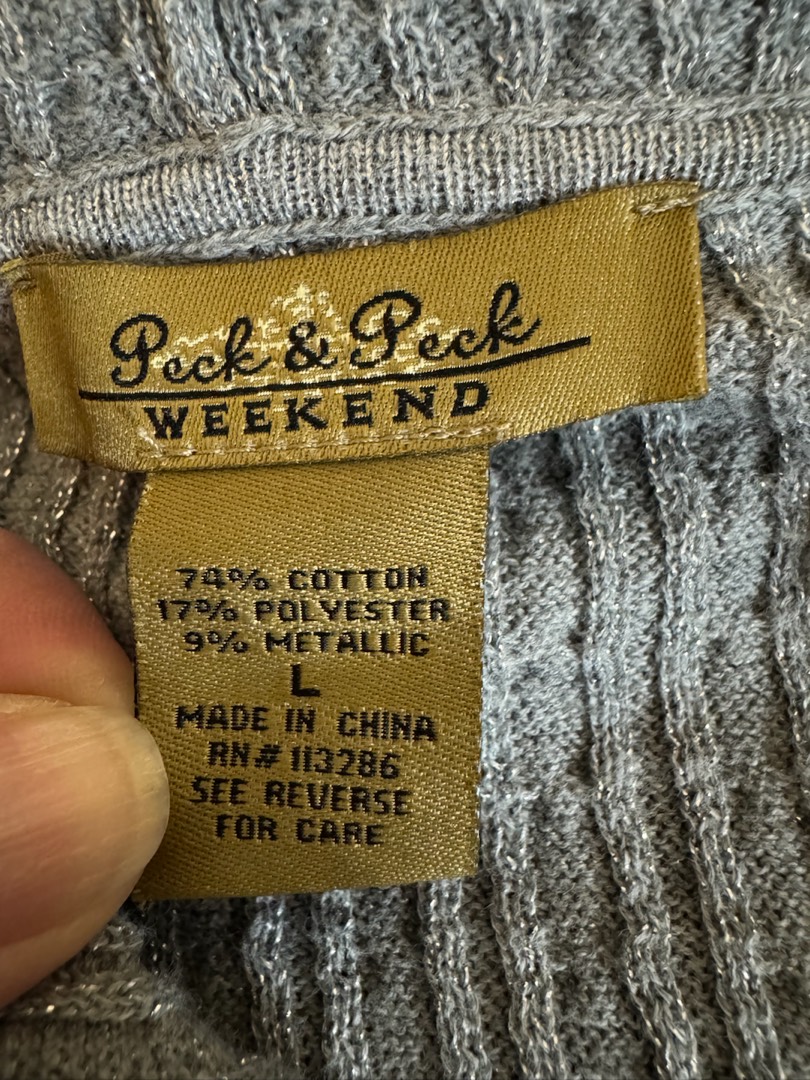 Peck & Peck
WEEKEND
74% COTTON
17% POLYESTER
9% METALLIC
L
MADE IN CHINA
RN# 113286
SEE REVERSE
FOR CARE